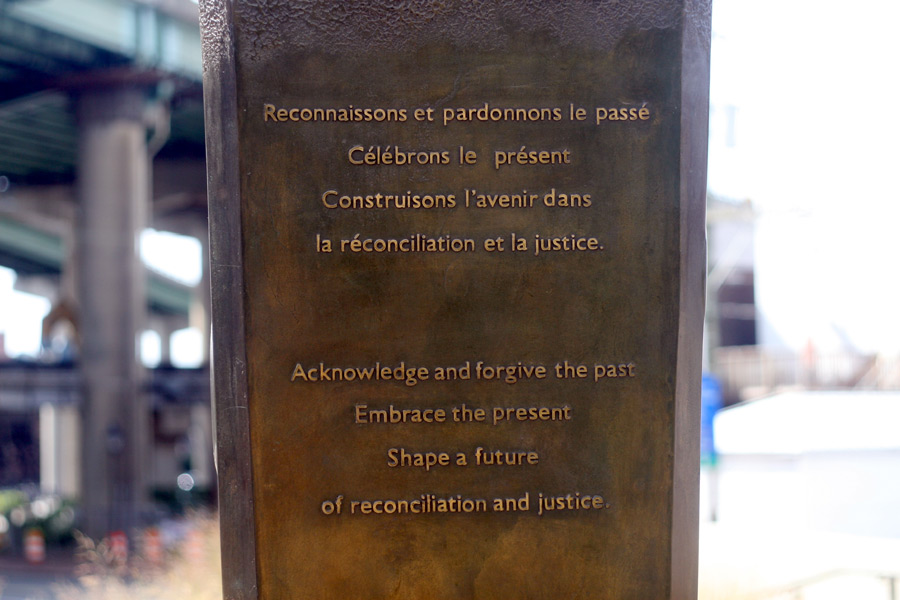 Reconnaissons et pardonnons le passé
Célébrons le présent
Construisons l'avenir dans
la réconciliation et la justice.
Acknowledge and forgive the past
Embrace the present
Shape a future
of reconciliation and justice.